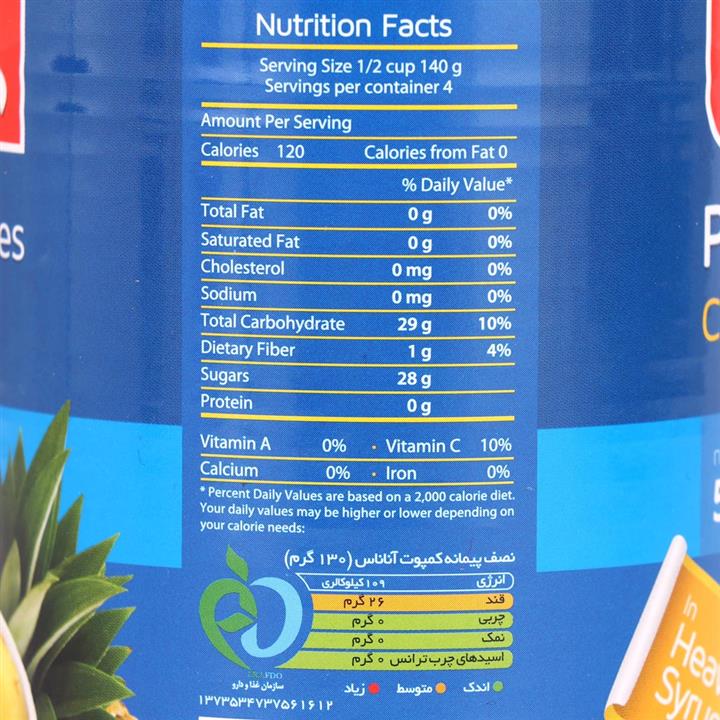 Nutrition Facts
Serving Size 1/2 cup 140 g
Servings per container 4
Amount Per Serving
Calories 120 Calories from Fat 0
% Daily Value*
Total Fat 0 g 0%
Saturated Fat 0 g 0%
Cholesterol 0 mg 0%
Sodium 0 mg 0%
Total Carbohydrate 29 g 10%
Dietary Fiber 1 g 4%
Sugars 28 g
Protein 0 g
Vitamin A 0% · Vitamin C 10%
Calcium 0% · Iron 0%
* Percent Daily Values are based on a 2,000 calorie diet.
Your daily values may be higher or lower depending on
your calorie needs:
نصف پیمانه کمپوت آناناس (۱۳۰ گرم)
انرژی ۱۰۹ کیلوکالری
قند ۲۶ گرم
چربی ۰ گرم
نمک ۰ گرم
اسیدهای چرب ترانس ۰ گرم
اندک متوسط زیاد
سازمان غذا و دارو
۱۳۷۳۵۳۴۷۳۷۵۶۱۶۱۲
es
In
Syru